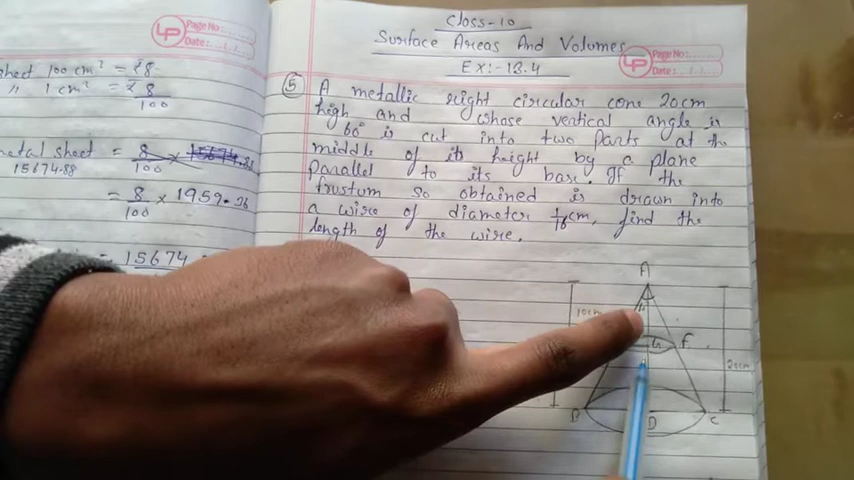 Page No:
Date:
sheet 100 cm² = ₹8
" 1 cm² = ₹ 8
100
metal sheet = 8 × 15674.88
15674.88 100
= 8 × 1959.36
100
15674
Class-10
Surface Areas And Volumes
LP Page No:
Date:
Ex:-13.4
5 A metallic right circular cone 20cm
high and whose vertical angle is
60° is cut into two Parts at the
middle of its height by a plane
Parallel to its base. If the
frustum so obtained is drawn into
a wire of diameter 1/16 cm, find the
length of the wire.
A
10cm
G F
20cm
B D C